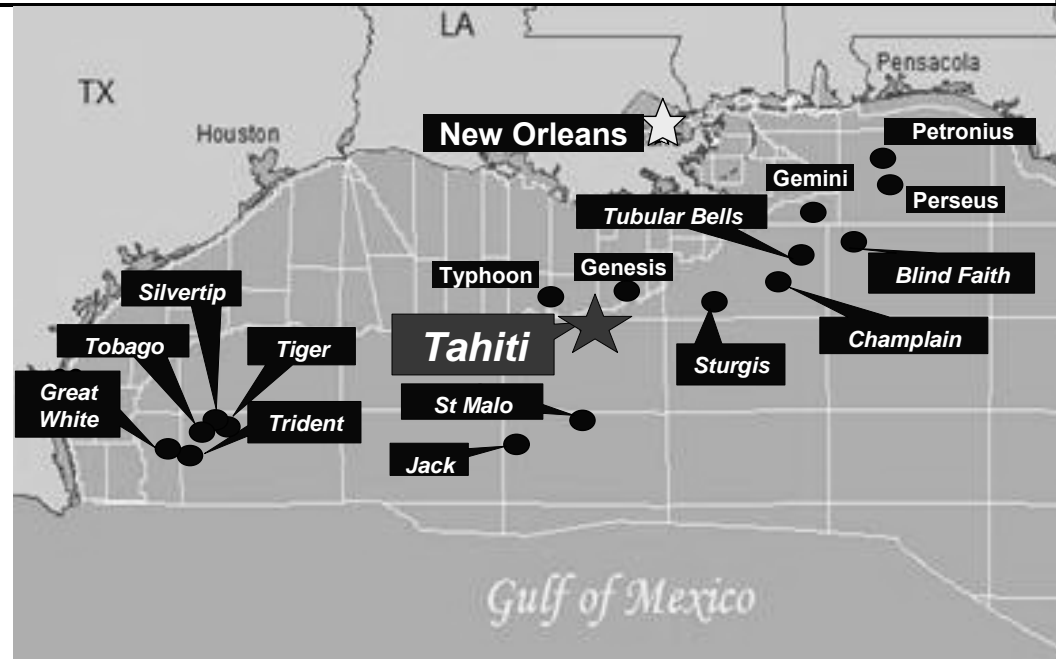 LA
TX
Pensacola
Houston
New Orleans
Petronius
Gemini
Perseus
Tubular Bells
Blind Faith
Typhoon
Genesis
Silvertip
Tahiti
Champlain
Tobago
Tiger
Sturgis
Great
White
St Malo
Trident
Jack
Gulf of Mexico